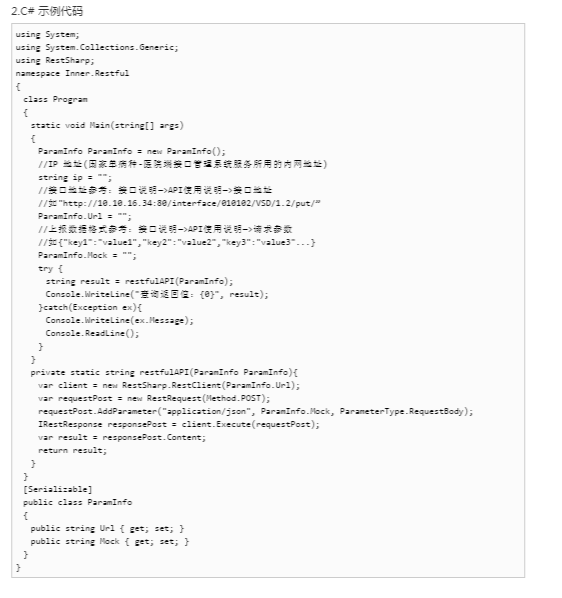 2.C# 示例代码
using System;
using System.Collections.Generic;
using RestSharp;
namespace Inner.Restful
{
class Program
{
static void Main(string[] args)
{
ParamInfo ParamInfo = new ParamInfo();
//IP 地址(国家单病种-医院端接口管理系统服务所用的内网地址)
string ip = "";
//接口地址参考：接口说明->API使用说明->接口地址
//如"http://10.10.16.34:80/interface/010102/VSD/1.2/put/"
ParamInfo.Url = "";
//上报数据格式参考：接口说明->API使用说明->请求参数
//如{"key1":"value1","key2":"value2","key3":"value3"...}
ParamInfo.Mock = "";
try {
string result = restfulAPI(ParamInfo);
Console.WriteLine("查询返回值：{0}", result);
}catch(Exception ex){
Console.WriteLine(ex.Message);
Console.ReadLine();
}
}
private static string restfulAPI(ParamInfo ParamInfo){
var client = new RestSharp.RestClient(ParamInfo.Url);
var requestPost = new RestRequest(Method.POST);
requestPost.AddParameter("application/json", ParamInfo.Mock, ParameterType.RequestBody);
IRestResponse responsePost = client.Execute(requestPost);
var result = responsePost.Content;
return result;
}
}
[Serializable]
public class ParamInfo
{
public string Url { get; set; }
public string Mock { get; set; }
}
}